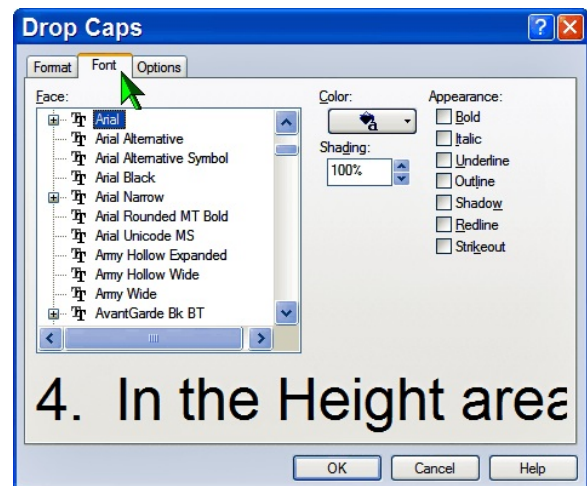 Drop Caps
Format Font Options
Face:
Arial
Arial Alternative
Arial Alternative Symbol
Arial Black
Arial Narrow
Arial Rounded MT Bold
Arial Unicode MS
Army Hollow Expanded
Army Hollow Wide
Army Wide
AvantGarde Bk BT
Color:
a
Shading:
100%
Appearance:
Bold
Italic
Underline
Outline
Shadow
Redline
Strikeout
4. In the Height area
OK Cancel Help